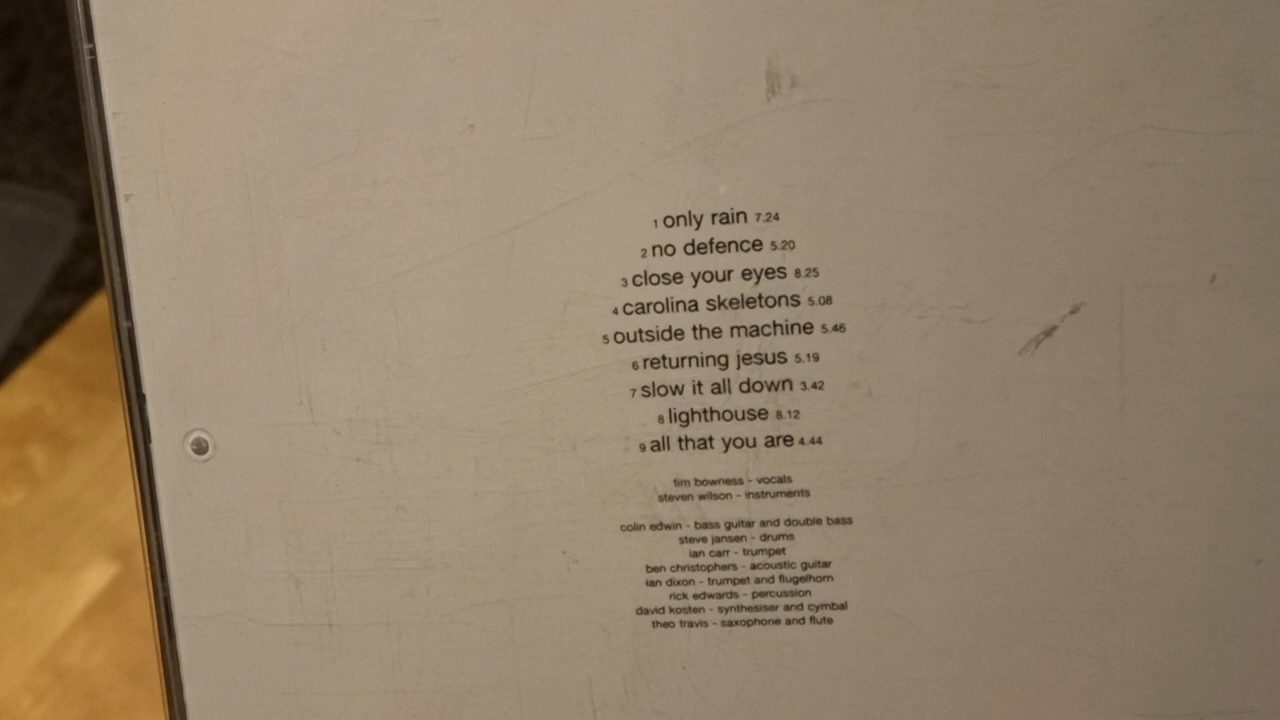 1 only rain 7.24
2 no defence 5.20
3 close your eyes 8.25
4 carolina skeletons 5.08
5 outside the machine 5.46
6 returning jesus 5.19
7 slow it all down 3.42
8 lighthouse 8.12
9 all that you are 4.44
tim bowness - vocals
steven wilson - instruments
colin edwin - bass guitar and double bass
steve jansen - drums
ian carr - trumpet
ben christophers - acoustic guitar
ian dixon - trumpet and flugelhorn
rick edwards - percussion
david kosten - synthesiser and cymbal
theo travis - saxophone and flute